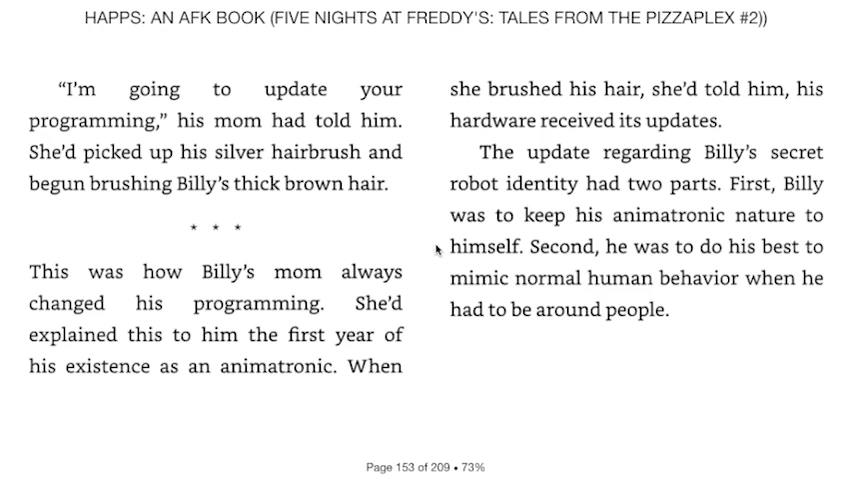 HAPPS: AN AFK BOOK (FIVE NIGHTS AT FREDDY'S: TALES FROM THE PIZZAPLEX #2))
“I’m going to update your
programming,” his mom had told him.
She’d picked up his silver hairbrush and
begun brushing Billy’s thick brown hair.
* * *
This was how Billy’s mom always
changed his programming. She’d
explained this to him the first year of
his existence as an animatronic. When
she brushed his hair, she’d told him, his
hardware received its updates.
The update regarding Billy’s secret
robot identity had two parts. First, Billy
was to keep his animatronic nature to
himself. Second, he was to do his best to
mimic normal human behavior when he
had to be around people.
Page 153 of 209 • 73%